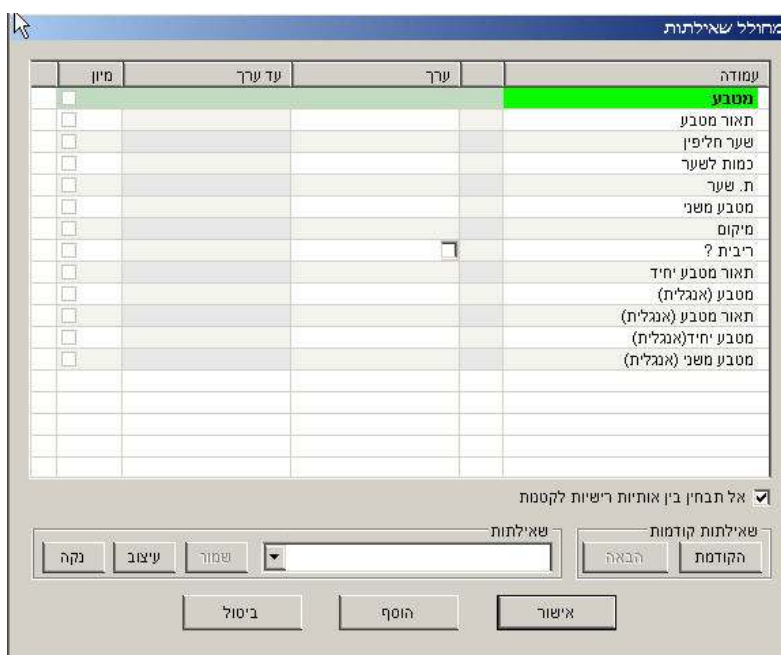 מחולל שאילתות
עמודה ערך עד ערך מיון
מטבע
תאור מטבע
שער חליפין
כמות לשער
ת. שער
מטבע משני
מיקום
ריבית ?
תאור מטבע יחיד
מטבע (אנגלית)
תאור מטבע (אנגלית)
מטבע יחיד(אנגלית)
מטבע משני (אנגלית)
אל תבחין בין אותיות רישיות לקטנות
שאילתות קודמות שאילתות
הקודמת הבאה שמור עיצוב נקה
אישור הוסף ביטול